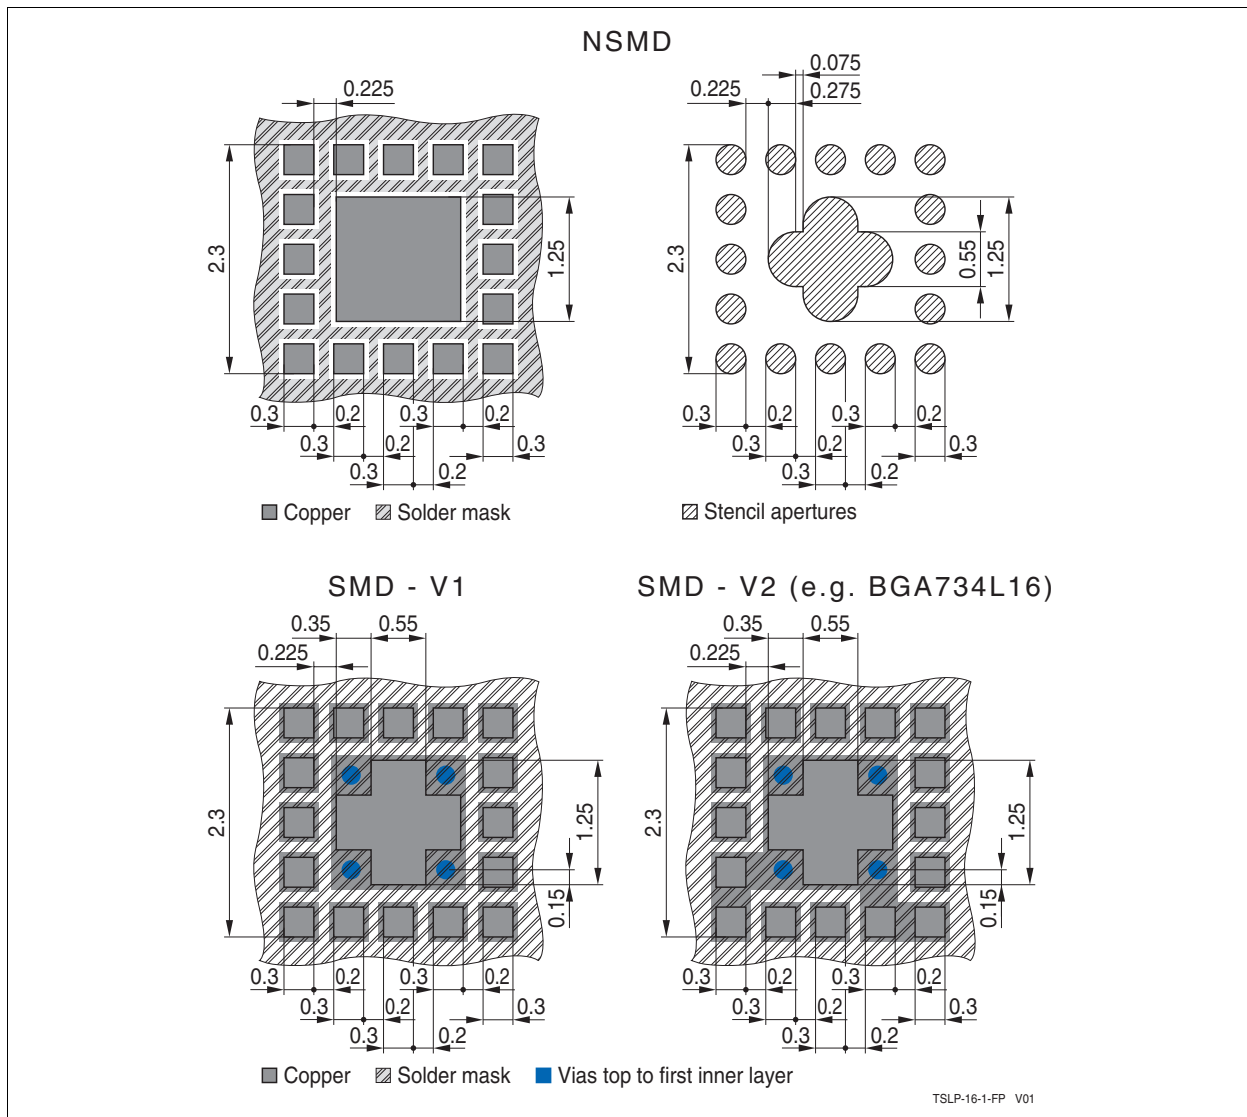 NSMD
0.225
2.3
1.25
0.3 0.2 0.3 0.2
0.3 0.2 0.3
0.3 0.2
Copper Solder mask
0.075
0.225 0.275
2.3
0.55
1.25
0.3 0.2 0.3 0.2
0.3 0.2 0.3
0.3 0.2
Stencil apertures
SMD - V1
0.35 0.55
0.225
2.3
1.25
0.15
0.3 0.2 0.3 0.2
0.3 0.2 0.3
0.3 0.2
SMD - V2 (e.g. BGA734L16)
0.35 0.55
0.225
2.3
1.25
0.15
0.3 0.2 0.3 0.2
0.3 0.2 0.3
0.3 0.2
Copper Solder mask Vias top to first inner layer
TSLP-16-1-FP V01